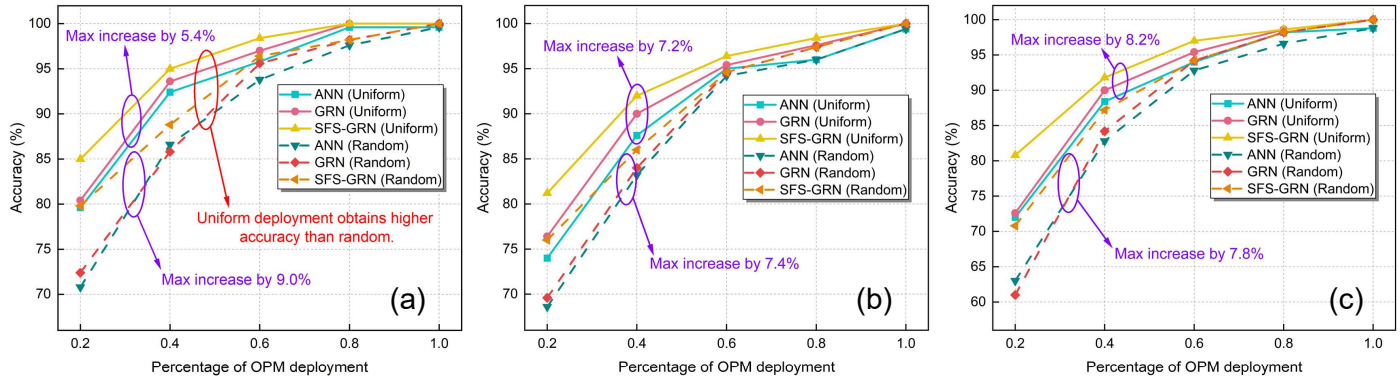 100
95
90
85
80
75
70
Accuracy (%)
Max increase by 5.4%
ANN (Uniform)
GRN (Uniform)
SFS-GRN (Uniform)
ANN (Random)
GRN (Random)
SFS-GRN (Random)
Uniform deployment obtains higher
accuracy than random.
Max increase by 9.0%
(a)
0.2 0.4 0.6 0.8 1.0
Percentage of OPM deployment
100
95
90
85
80
75
70
Accuracy (%)
Max increase by 7.2%
ANN (Uniform)
GRN (Uniform)
SFS-GRN (Uniform)
ANN (Random)
GRN (Random)
SFS-GRN (Random)
Max increase by 7.4%
(b)
0.2 0.4 0.6 0.8 1.0
Percentage of OPM deployment
100
95
90
85
80
75
70
65
60
Accuracy (%)
Max increase by 8.2%
ANN (Uniform)
GRN (Uniform)
SFS-GRN (Uniform)
ANN (Random)
GRN (Random)
SFS-GRN (Random)
Max increase by 7.8%
(c)
0.2 0.4 0.6 0.8 1.0
Percentage of OPM deployment